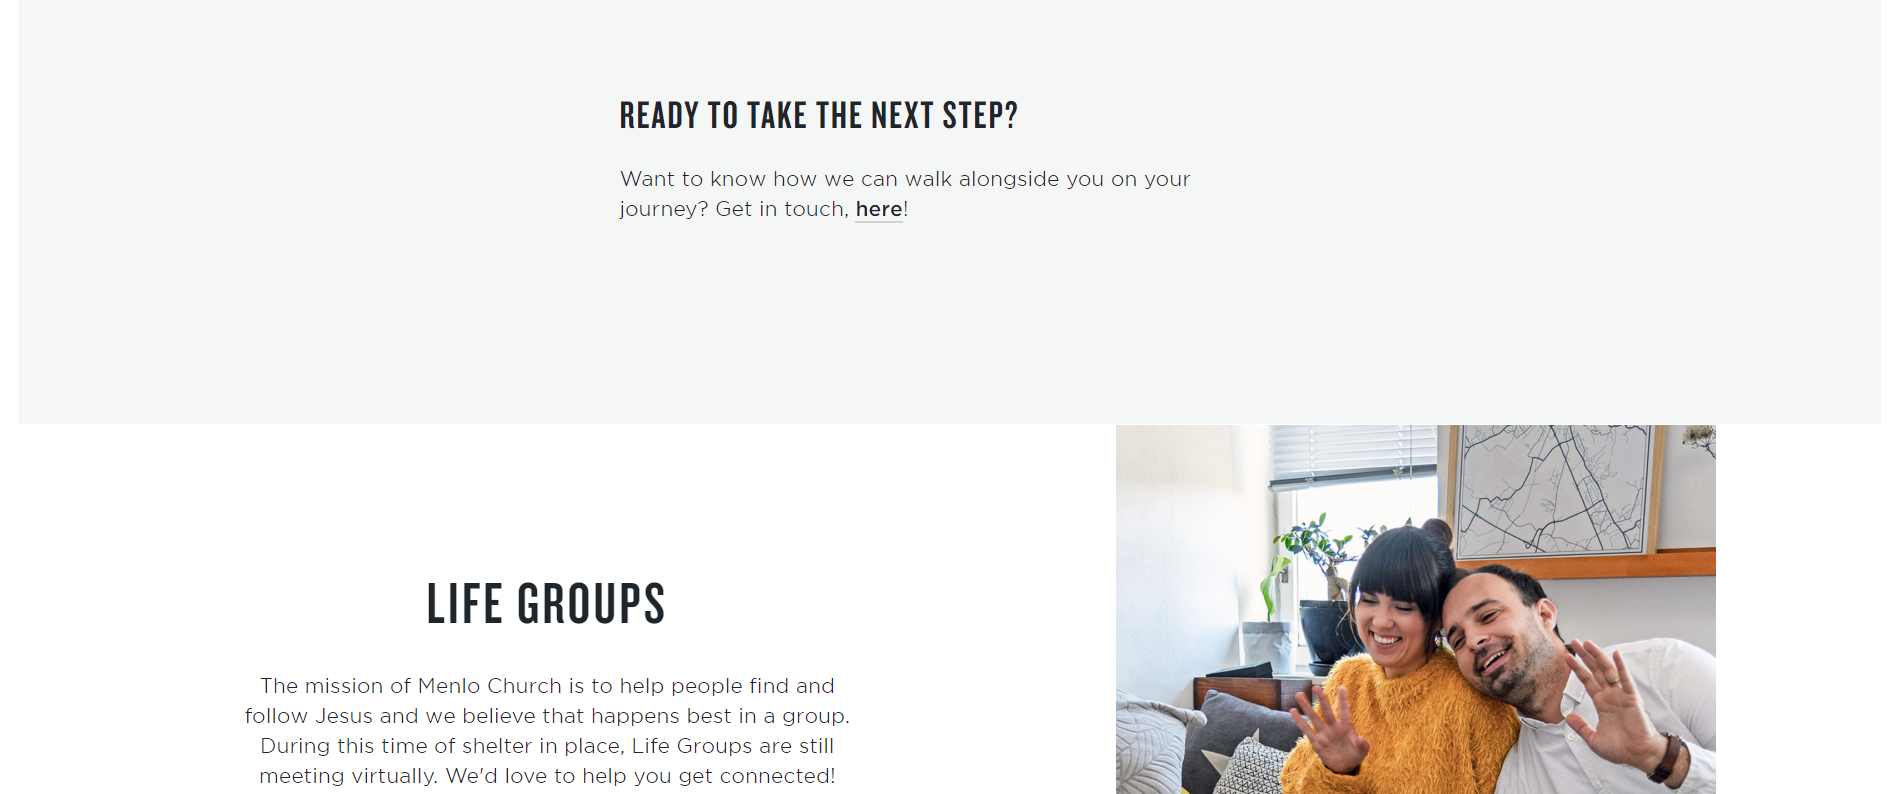 READY TO TAKE THE NEXT STEP?
Want to know how we can walk alongside you on your
journey? Get in touch, here!
LIFE GROUPS
The mission of Menlo Church is to help people find and
follow Jesus and we believe that happens best in a group.
During this time of shelter in place, Life Groups are still
meeting virtually. We'd love to help you get connected!